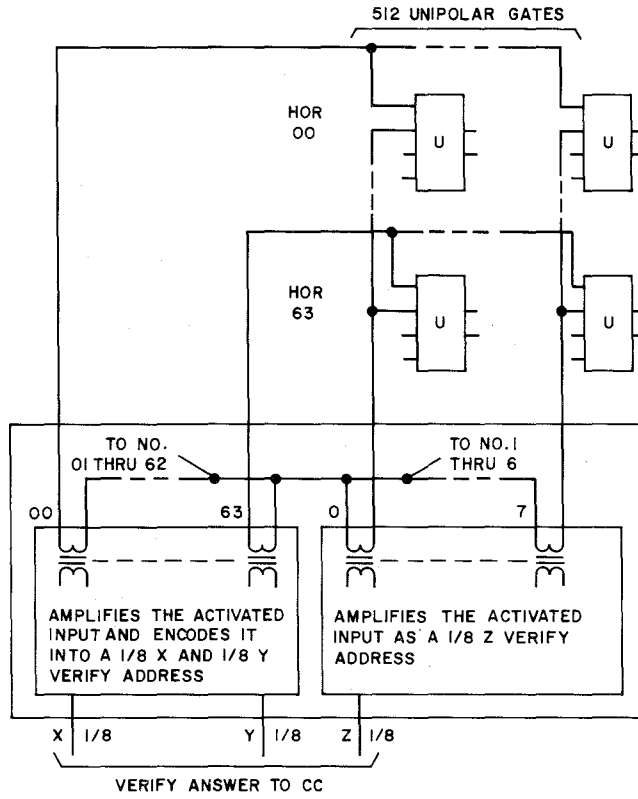 512 UNIPOLAR GATES
HOR
00
U
U
HOR
63
U
U
TO NO.
01 THRU 62
TO NO. 1
THRU 6
00
63
0
7
AMPLIFIES THE ACTIVATED
INPUT AND ENCODES IT
INTO A 1/8 X AND 1/8 Y
VERIFY ADDRESS
AMPLIFIES THE ACTIVATED
INPUT AS A 1/8 Z VERIFY
ADDRESS
X 1/8
Y 1/8
Z 1/8
VERIFY ANSWER TO CC